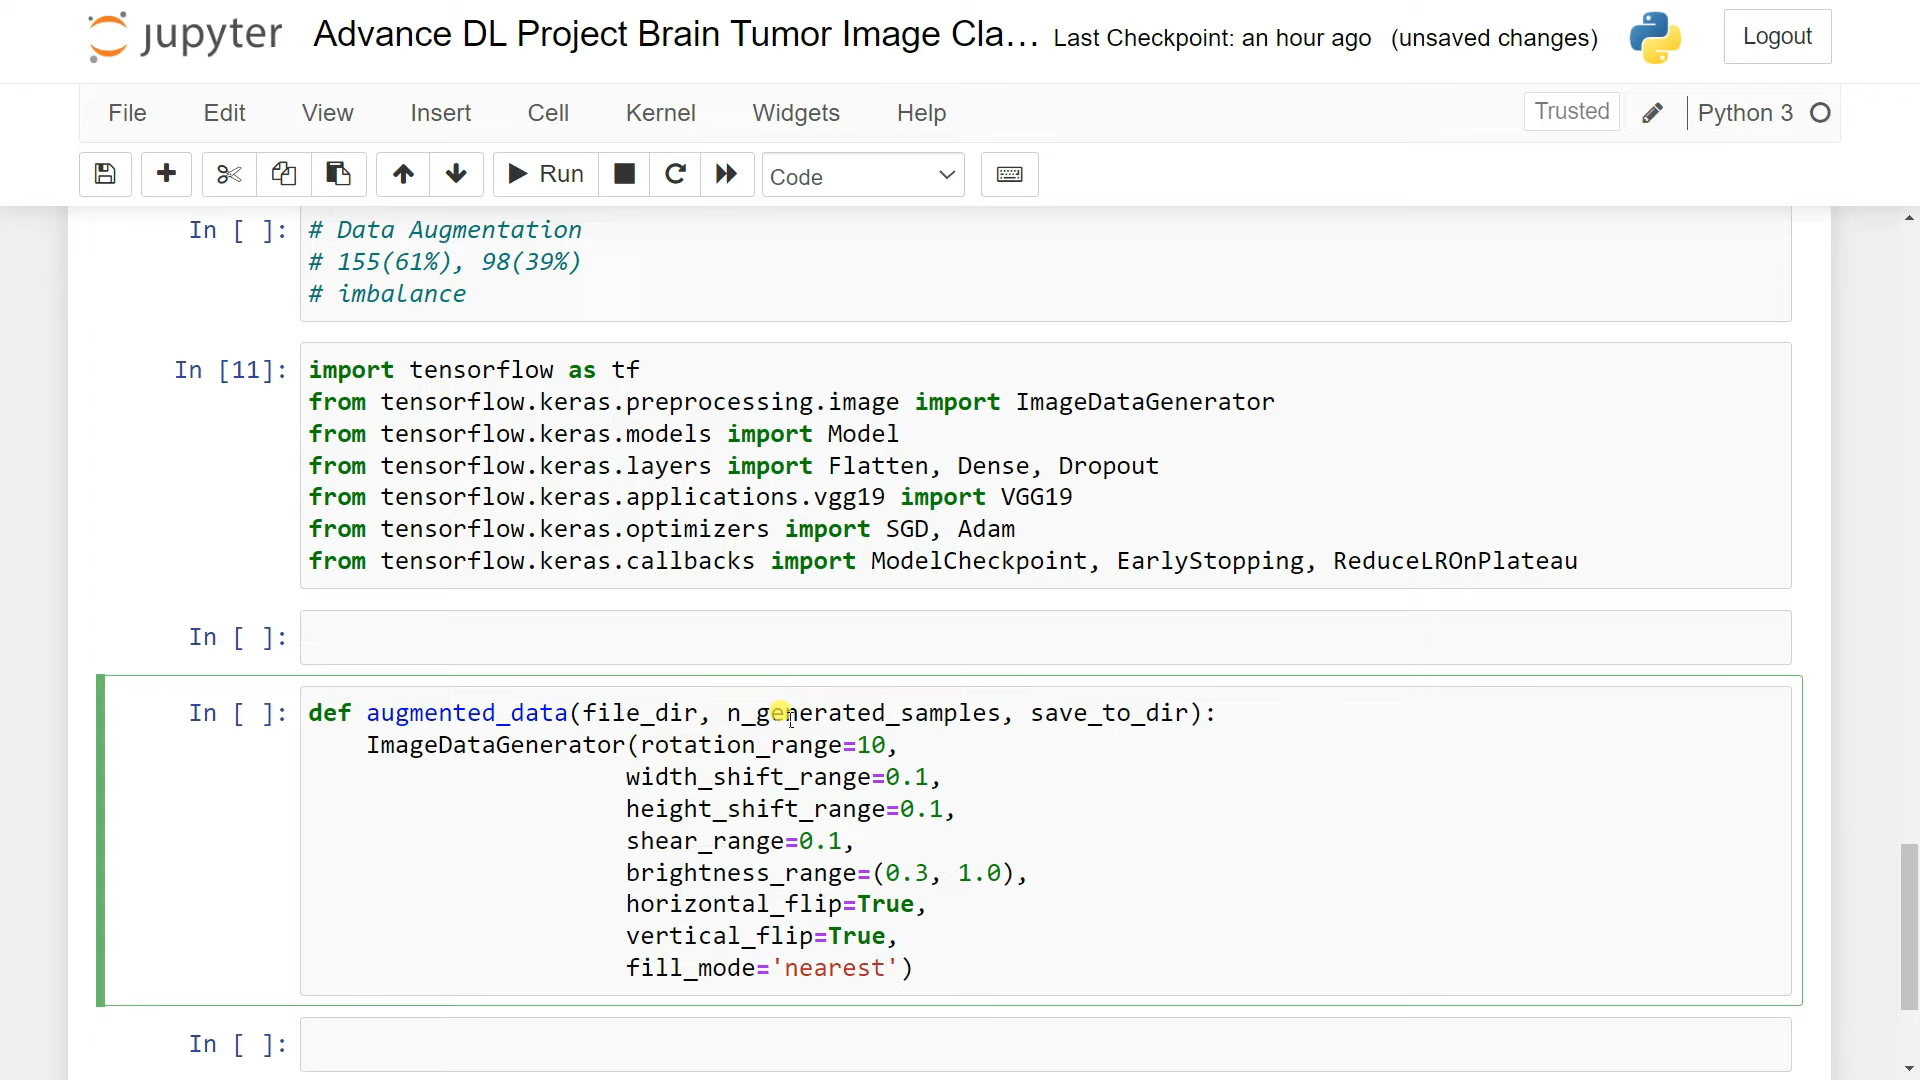 jupyter Advance DL Project Brain Tumor Image Cla... Last Checkpoint: an hour ago (unsaved changes) Logout
File Edit View Insert Cell Kernel Widgets Help Trusted Python 3
Run Code
In [ ]: # Data Augmentation
# 155(61%), 98(39%)
# imbalance
In [11]: import tensorflow as tf
from tensorflow.keras.preprocessing.image import ImageDataGenerator
from tensorflow.keras.models import Model
from tensorflow.keras.layers import Flatten, Dense, Dropout
from tensorflow.keras.applications.vgg19 import VGG19
from tensorflow.keras.optimizers import SGD, Adam
from tensorflow.keras.callbacks import ModelCheckpoint, EarlyStopping, ReduceLROnPlateau
In [ ]:
In [ ]: def augmented_data(file_dir, n_generated_samples, save_to_dir):
ImageDataGenerator(rotation_range=10,
width_shift_range=0.1,
height_shift_range=0.1,
shear_range=0.1,
brightness_range=(0.3, 1.0),
horizontal_flip=True,
vertical_flip=True,
fill_mode='nearest')
In [ ]: